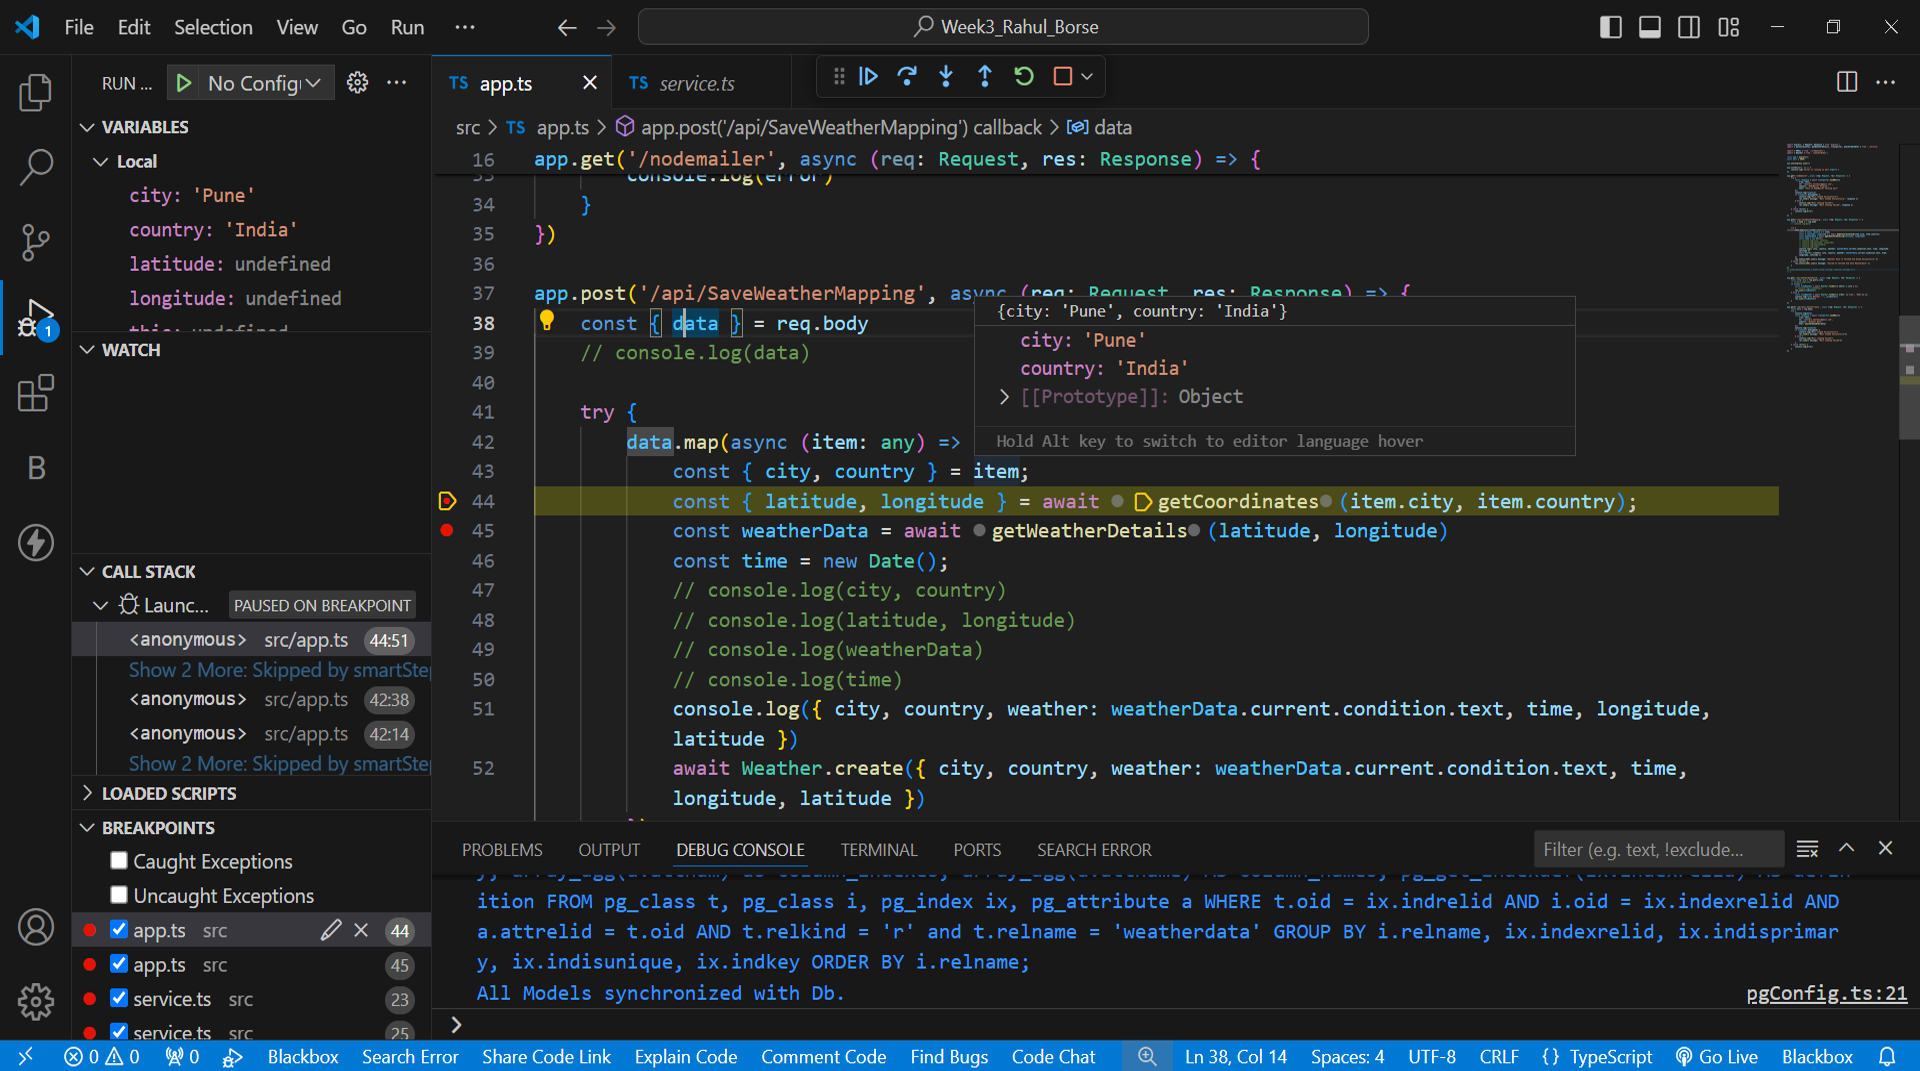 File Edit Selection View Go Run ··· Week3_Rahul_Borse
RUN ... No Config ···
TS app.ts TS service.ts ···
src > TS app.ts > app.post('/api/SaveWeatherMapping') callback > data
VARIABLES
Local
city: 'Pune'
country: 'India'
latitude: undefined
longitude: undefined
this: undefined
WATCH
CALL STACK
Launc... PAUSED ON BREAKPOINT
<anonymous> src/app.ts 44:51
Show 2 More: Skipped by smartSte
<anonymous> src/app.ts 42:38
<anonymous> src/app.ts 42:14
Show 2 More: Skipped by smartSte
LOADED SCRIPTS
BREAKPOINTS
Caught Exceptions
Uncaught Exceptions
app.ts src 44
app.ts src 45
service.ts src 23
service.ts src 25
16 app.get('/nodemailer', async (req: Request, res: Response) => {
33 console.log(error)
34 }
35 })
36
37 app.post('/api/SaveWeatherMapping', async (req: Request, res: Response) => {
38 const { data } = req.body
39 // console.log(data)
40
41 try {
42 data.map(async (item: any) =>
43 const { city, country } = item;
44 const { latitude, longitude } = await getCoordinates (item.city, item.country);
45 const weatherData = await getWeatherDetails (latitude, longitude)
46 const time = new Date();
47 // console.log(city, country)
48 // console.log(latitude, longitude)
49 // console.log(weatherData)
50 // console.log(time)
51 console.log({ city, country, weather: weatherData.current.condition.text, time, longitude,
latitude })
52 await Weather.create({ city, country, weather: weatherData.current.condition.text, time,
longitude, latitude })
{city: 'Pune', country: 'India'}
city: 'Pune'
country: 'India'
[[Prototype]]: Object
Hold Alt key to switch to editor language hover
PROBLEMS OUTPUT DEBUG CONSOLE TERMINAL PORTS SEARCH ERROR Filter (e.g. text, !exclude...
ition FROM pg_class t, pg_class i, pg_index ix, pg_attribute a WHERE t.oid = ix.indrelid AND i.oid = ix.indexrelid AND
a.attrelid = t.oid AND t.relkind = 'r' and t.relname = 'weatherdata' GROUP BY i.relname, ix.indexrelid, ix.indisprimar
y, ix.indisunique, ix.indkey ORDER BY i.relname;
All Models synchronized with Db. pgConfig.ts:21
>
0 0 0 Blackbox Search Error Share Code Link Explain Code Comment Code Find Bugs Code Chat Ln 38, Col 14 Spaces: 4 UTF-8 CRLF {} TypeScript Go Live Blackbox